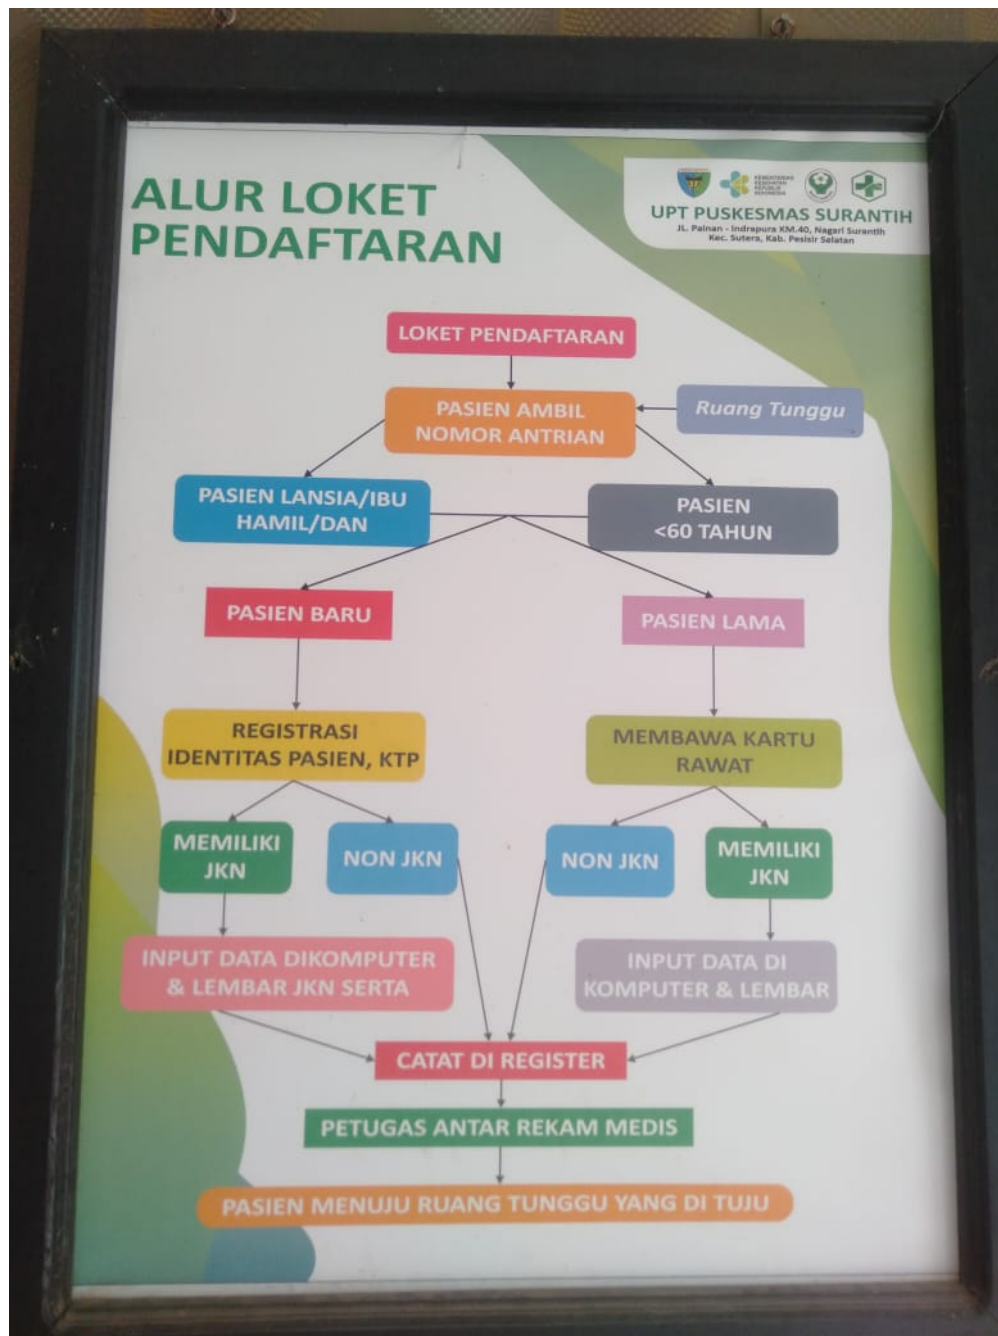 ALUR LOKET
PENDAFTARAN
KEMENTERIAN
KESEHATAN
REPUBLIK
INDONESIA
UPT PUSKESMAS SURANTIH
JL. Painan - Indrapura KM.40, Nagari Surantih
Kec. Sutera, Kab. Pesisir Selatan
LOKET PENDAFTARAN
PASIEN AMBIL
NOMOR ANTRIAN
Ruang Tunggu
PASIEN LANSIA/IBU
HAMIL/DAN
PASIEN
<60 TAHUN
PASIEN BARU
PASIEN LAMA
REGISTRASI
IDENTITAS PASIEN, KTP
MEMBAWA KARTU
RAWAT
MEMILIKI
JKN
NON JKN
NON JKN
MEMILIKI
JKN
INPUT DATA DIKOMPUTER
& LEMBAR JKN SERTA
INPUT DATA DI
KOMPUTER & LEMBAR
CATAT DI REGISTER
PETUGAS ANTAR REKAM MEDIS
PASIEN MENUJU RUANG TUNGGU YANG DI TUJU